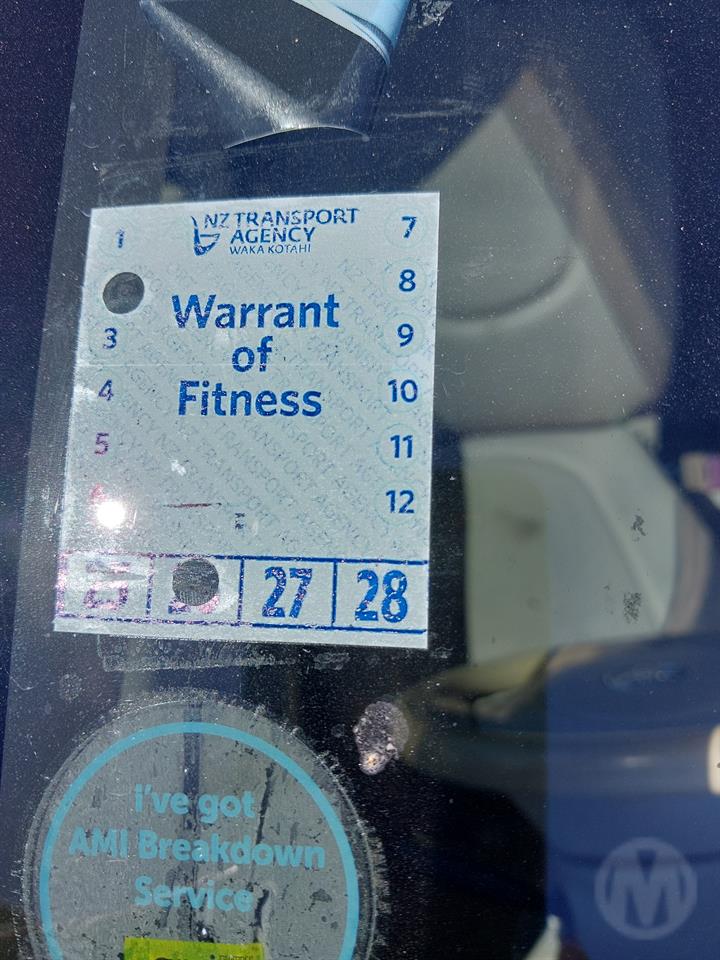 NZ TRANSPORT
AGENCY
WAKA KOTAHI
Warrant
of
Fitness
1
3
4
5
7
8
9
10
11
12
27
28
I've got
AMI Breakdown
Service
M